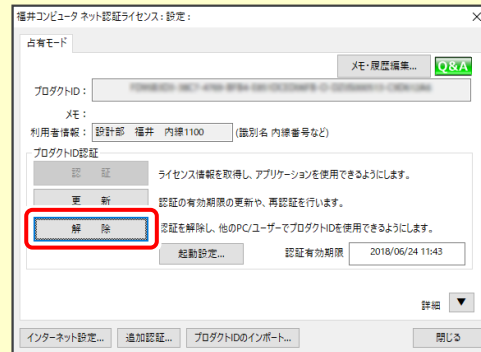 福井コンピュータ ネット認証ライセンス : 設定 :
占有モード
メモ・履歴編集... Q&A
プロダクトID :
メモ :
利用者情報 : 設計部 福井 内線1100 (識別名 内線番号など)
プロダクトID認証
認 証 ライセンス情報を取得し、アプリケーションを使用できるようにします。
更 新 認証の有効期限の更新や、再認証を行います。
解 除 認証を解除し、他のPC/ユーザーでプロダクトIDを使用できるようにします。
起動設定... 認証有効期限 2018/06/24 11:43
詳細 ▼
インターネット設定... 追加認証... プロダクトIDのインポート... 閉じる